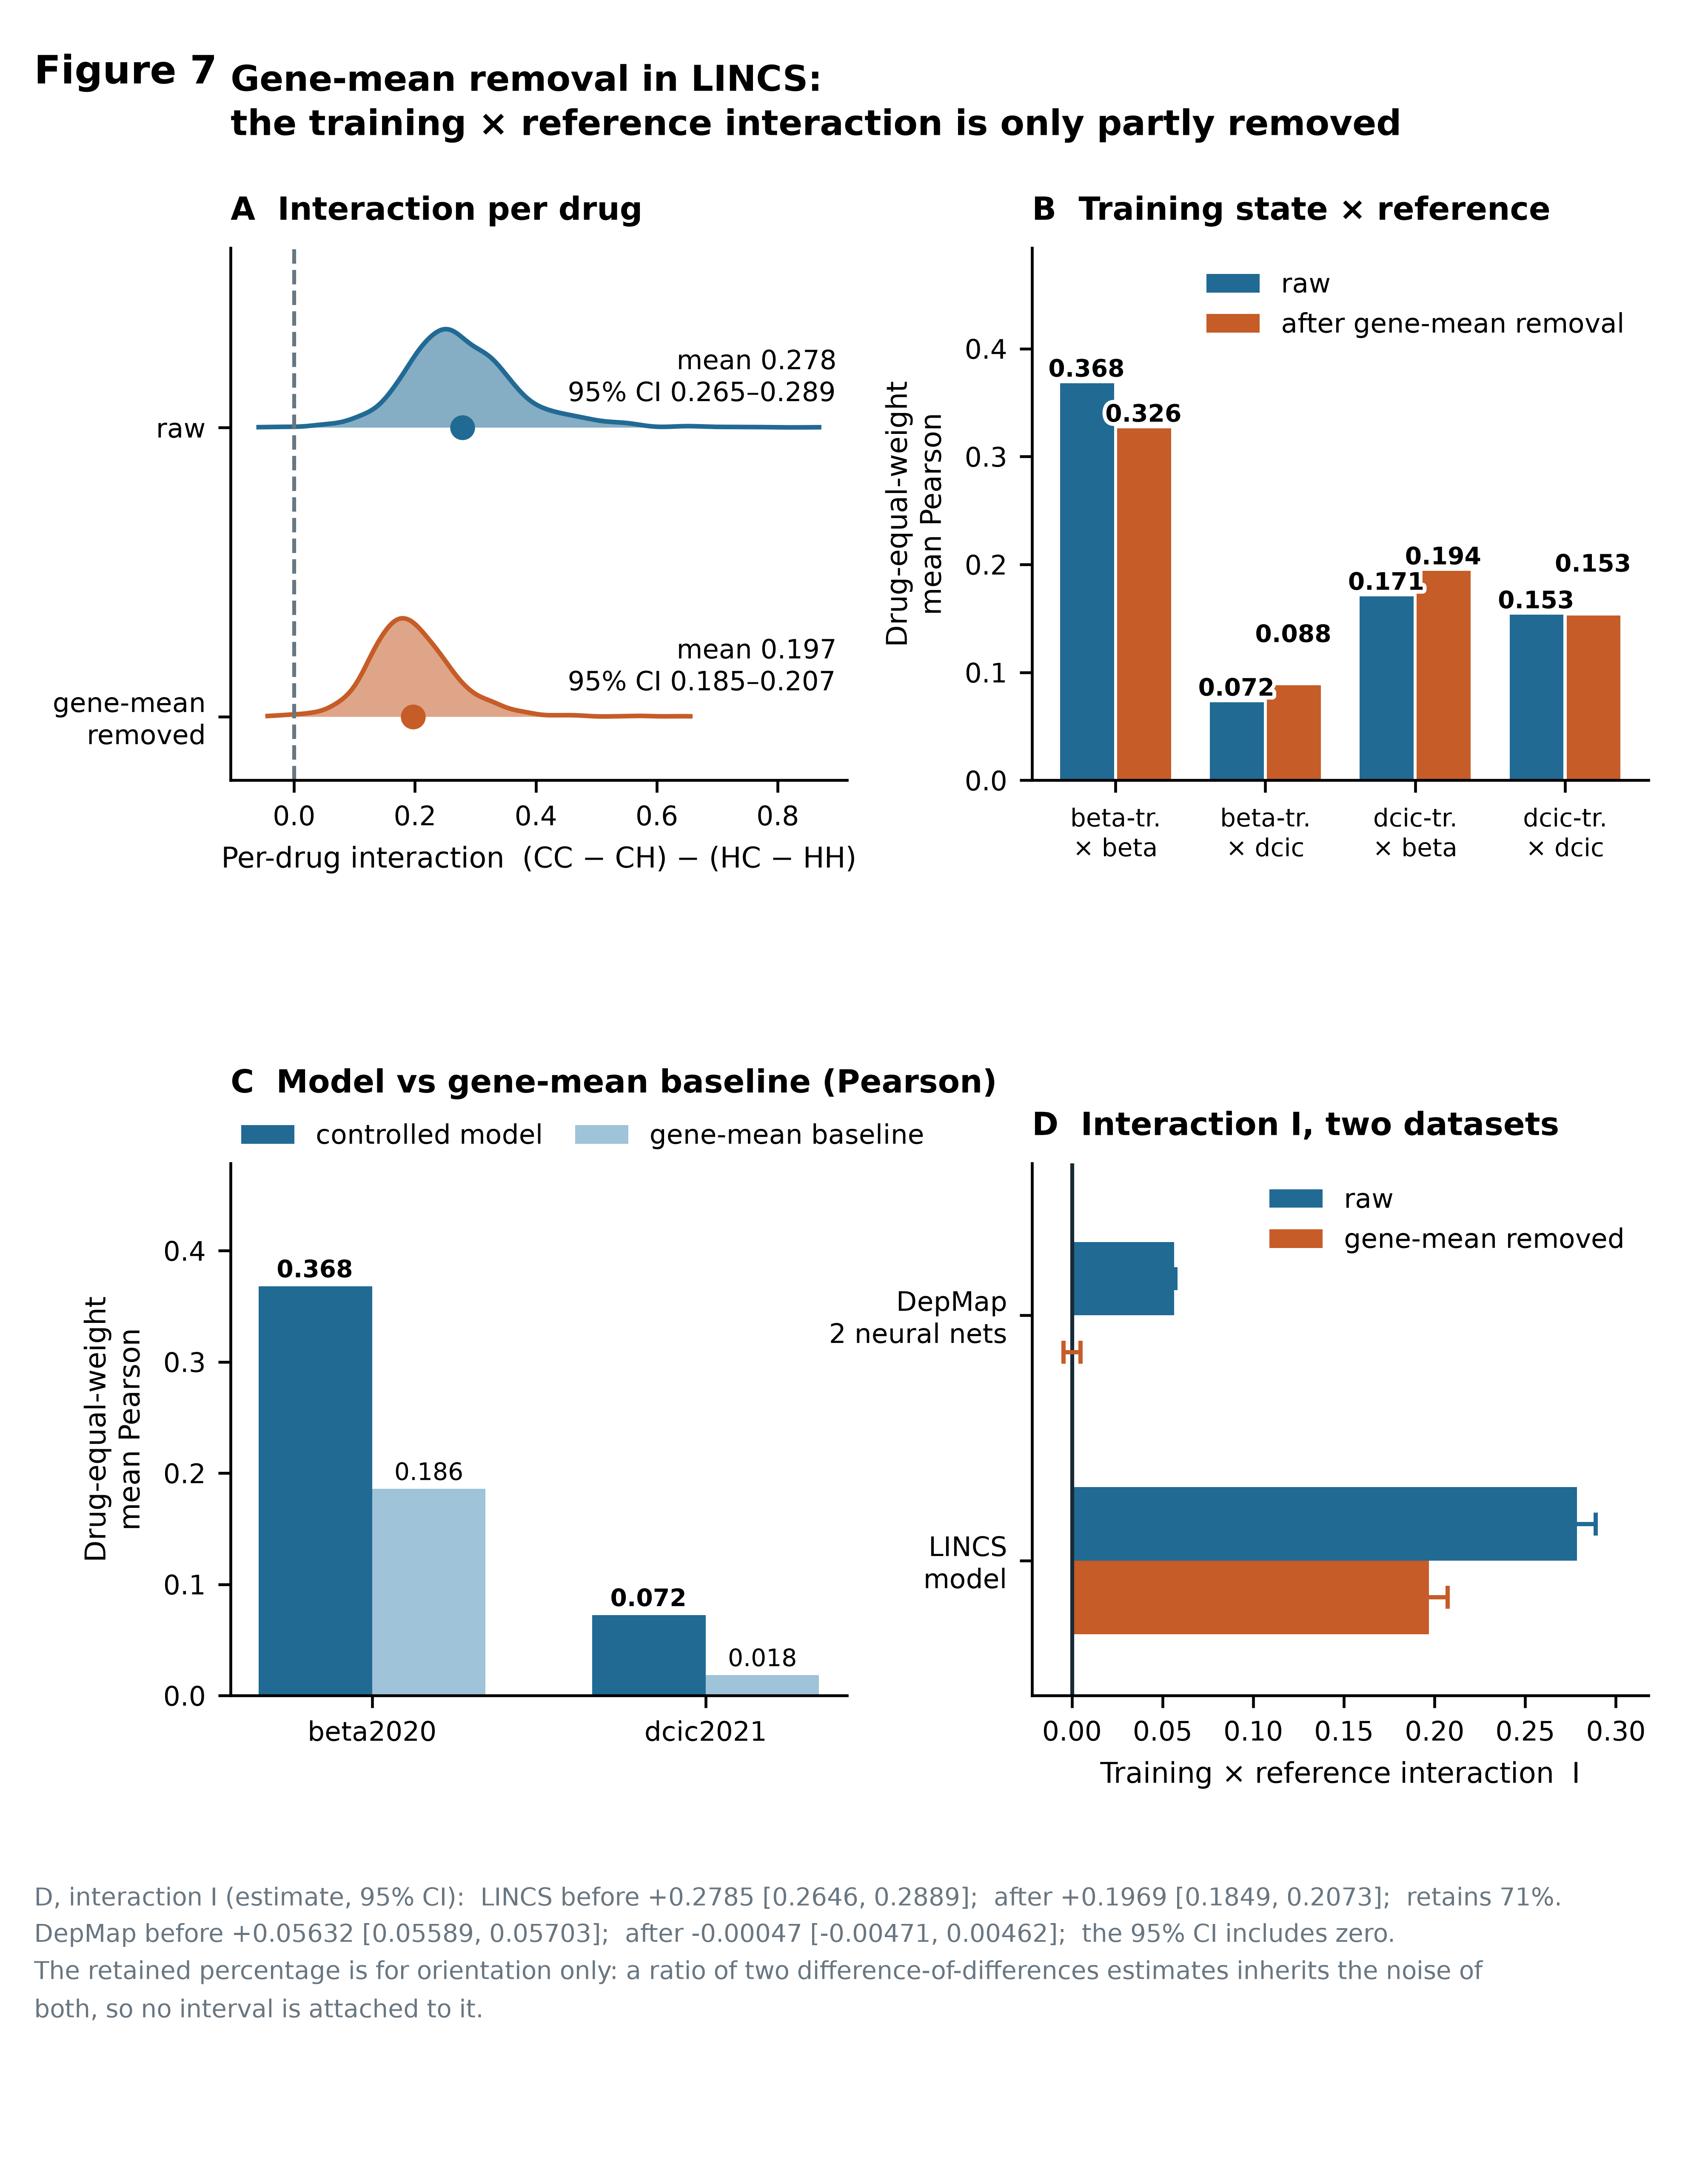 Figure 7
Gene-mean removal in LINCS:
the training × reference interaction is only partly removed
A Interaction per drug
mean 0.278
95% CI 0.265–0.289
raw
mean 0.197
95% CI 0.185–0.207
gene-mean
removed
0.0 0.2 0.4 0.6 0.8
Per-drug interaction (CC − CH) − (HC − HH)
B Training state × reference
raw
after gene-mean removal
Drug-equal-weight
mean Pearson
0.4
0.3
0.2
0.1
0.0
0.368
0.326
0.072
0.088
0.171
0.194
0.153
0.153
beta-tr.
× beta
beta-tr.
× dcic
dcic-tr.
× beta
dcic-tr.
× dcic
C Model vs gene-mean baseline (Pearson)
controlled model
gene-mean baseline
Drug-equal-weight
mean Pearson
0.4
0.3
0.2
0.1
0.0
0.368
0.186
0.072
0.018
beta2020
dcic2021
D Interaction I, two datasets
raw
gene-mean removed
DepMap
2 neural nets
LINCS
model
0.00 0.05 0.10 0.15 0.20 0.25 0.30
Training × reference interaction I
D, interaction I (estimate, 95% CI): LINCS before +0.2785 [0.2646, 0.2889]; after +0.1969 [0.1849, 0.2073]; retains 71%.
DepMap before +0.05632 [0.05589, 0.05703]; after -0.00047 [-0.00471, 0.00462]; the 95% CI includes zero.
The retained percentage is for orientation only: a ratio of two difference-of-differences estimates inherits the noise of
both, so no interval is attached to it.